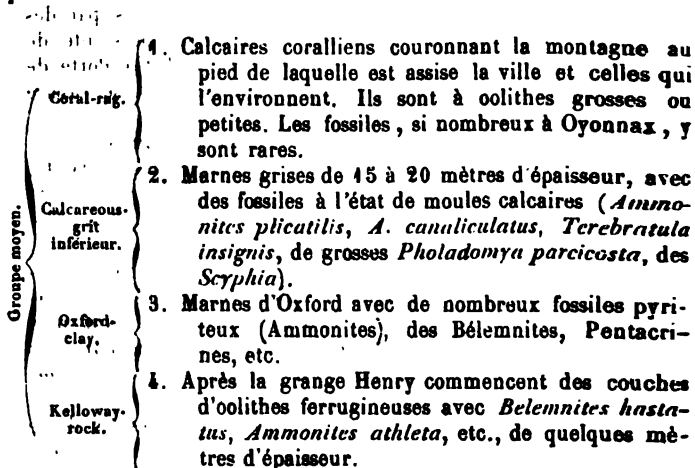 Groupe moyen.
Coral-rag.
1. Calcaires coralliens couronnant la montagne au
pied de laquelle est assise la ville et celles qui
l'environnent. Ils sont à oolithes grosses ou
petites. Les fossiles, si nombreux à Oyonnax, y
sont rares.
Calcareous-
grit
inférieur.
2. Marnes grises de 15 à 20 mètres d'épaisseur, avec
des fossiles à l'état de moules calcaires (Ammo-
nites plicatilis, A. canaliculatus, Terebratula
insignis, de grosses Pholadomya parcicosta, des
Scyphia).
Oxford-
clay.
3. Marnes d'Oxford avec de nombreux fossiles pyri-
teux (Ammonites), des Bélemnites, Pentacri-
nes, etc.
Kelloway-
rock.
4. Après la grange Henry commencent des couches
d'oolithes ferrugineuses avec Belemnites hasta-
tus, Ammonites athleta, etc., de quelques mè-
tres d'épaisseur.